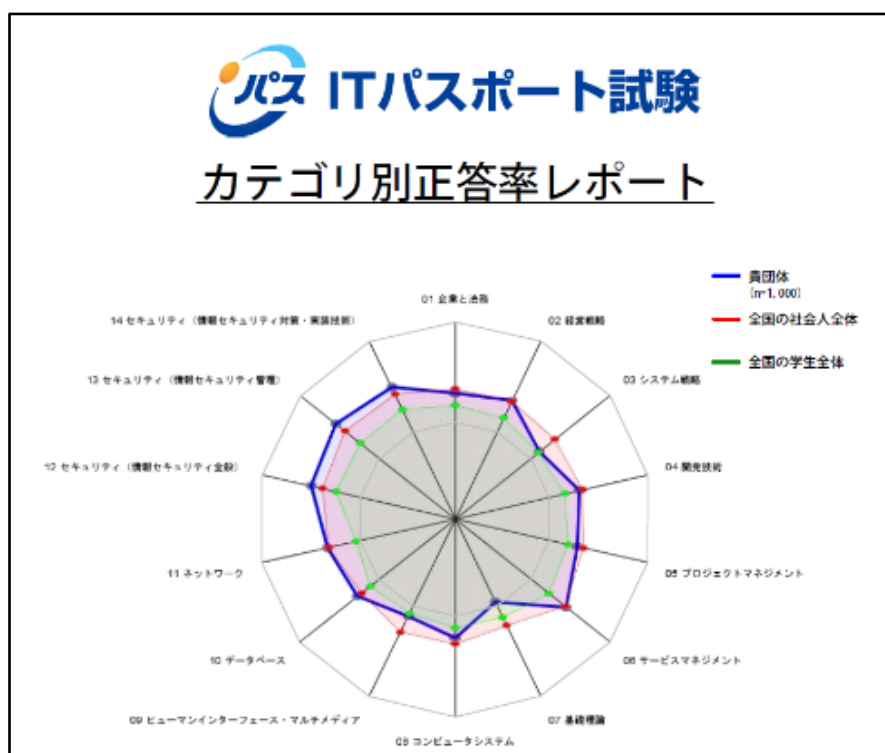 iパス ITパスポート試験
カテゴリ別正答率レポート
貴団体
(n=1,000)
全国の社会人全体
全国の学生全体
01 企業と法務
02 経営戦略
03 システム戦略
04 開発技術
05 プロジェクトマネジメント
06 サービスマネジメント
07 基礎理論
08 コンピュータシステム
09 ヒューマンインターフェース・マルチメディア
10 データベース
11 ネットワーク
12 セキュリティ（情報セキュリティ全般）
13 セキュリティ（情報セキュリティ管理）
14 セキュリティ（情報セキュリティ対策・実装技術）